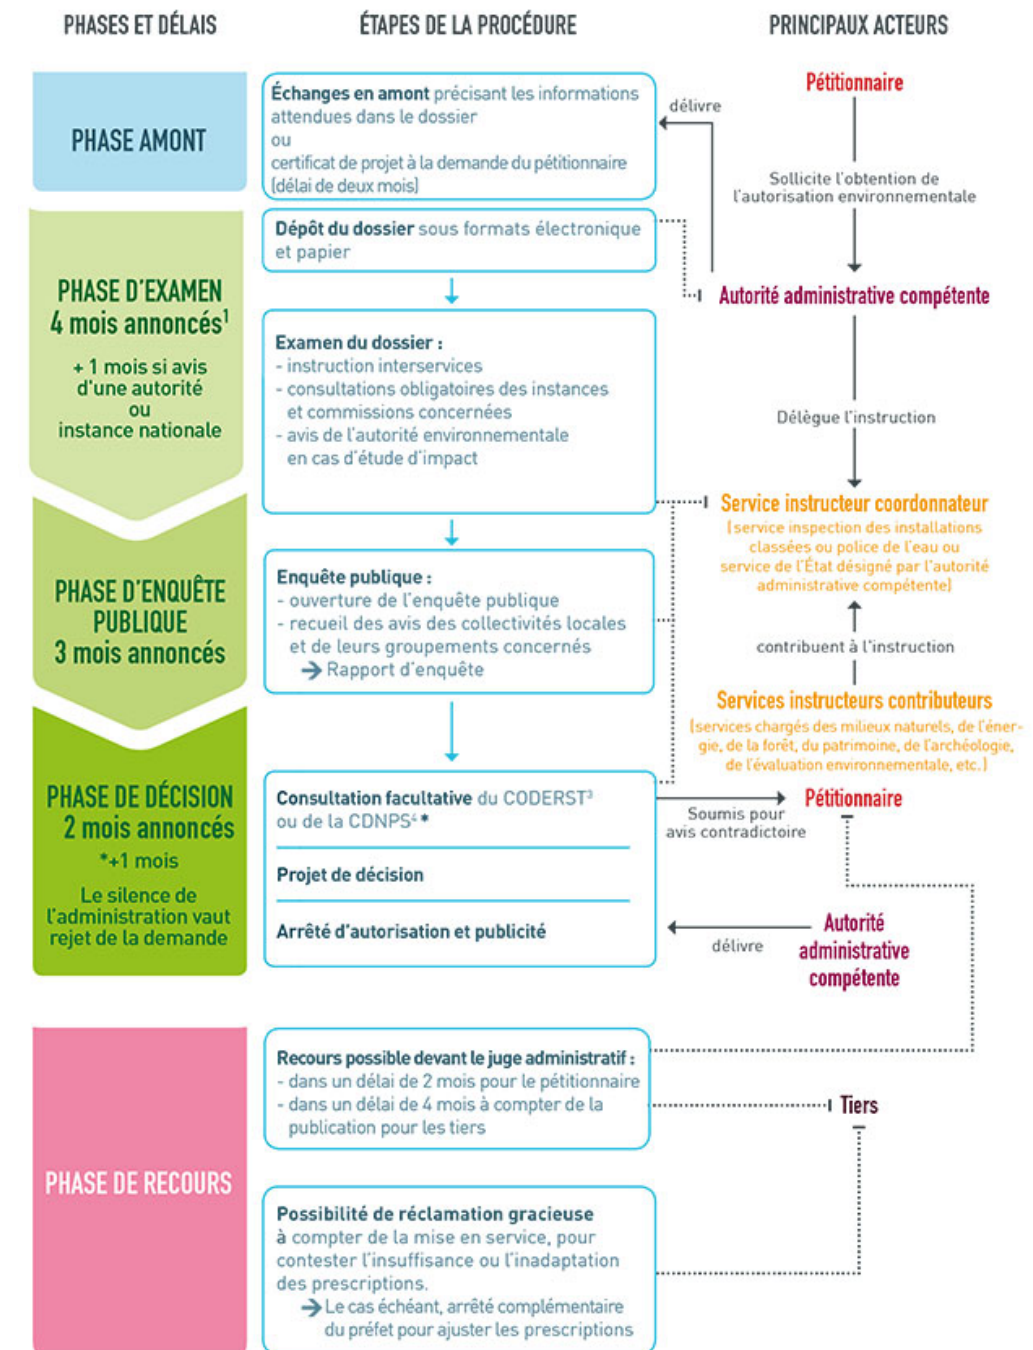 PHASES ET DÉLAIS
ÉTAPES DE LA PROCÉDURE
PRINCIPAUX ACTEURS
PHASE AMONT
Échanges en amont précisant les informations
attendues dans le dossier
ou
certificat de projet à la demande du pétitionnaire
(délai de deux mois)
délivre
Pétitionnaire
Sollicite l'obtention de
l'autorisation environnementale
PHASE D'EXAMEN
4 mois annoncés¹
+ 1 mois si avis
d'une autorité
ou
instance nationale
Dépôt du dossier sous formats électronique
et papier
Autorité administrative compétente
Examen du dossier :
- instruction interservices
- consultations obligatoires des instances
et commissions concernées
- avis de l'autorité environnementale
en cas d'étude d'impact
Délègue l'instruction
Service instructeur coordonnateur
(service inspection des installations
classées ou police de l'eau ou
service de l'État désigné par l'autorité
administrative compétente)
PHASE D'ENQUÊTE
PUBLIQUE
3 mois annoncés
Enquête publique :
- ouverture de l'enquête publique
- recueil des avis des collectivités locales
et de leurs groupements concernés
→ Rapport d'enquête
contribuent à l'instruction
Services instructeurs contributeurs
(services chargés des milieux naturels, de l'éner-
gie, de la forêt, du patrimoine, de l'archéologie,
de l'évaluation environnementale, etc.)
PHASE DE DÉCISION
2 mois annoncés
*+1 mois
Le silence de
l'administration vaut
rejet de la demande
Consultation facultative du CODERST³
ou de la CDNPS⁴ *
Projet de décision
Arrêté d'autorisation et publicité
Soumis pour
avis contradictoire
Pétitionnaire
délivre
Autorité
administrative
compétente
PHASE DE RECOURS
Recours possible devant le juge administratif :
- dans un délai de 2 mois pour le pétitionnaire
- dans un délai de 4 mois à compter de la
publication pour les tiers
Tiers
Possibilité de réclamation gracieuse
à compter de la mise en service, pour
contester l'insuffisance ou l'inadaptation
des prescriptions.
→ Le cas échéant, arrêté complémentaire
du préfet pour ajuster les prescriptions